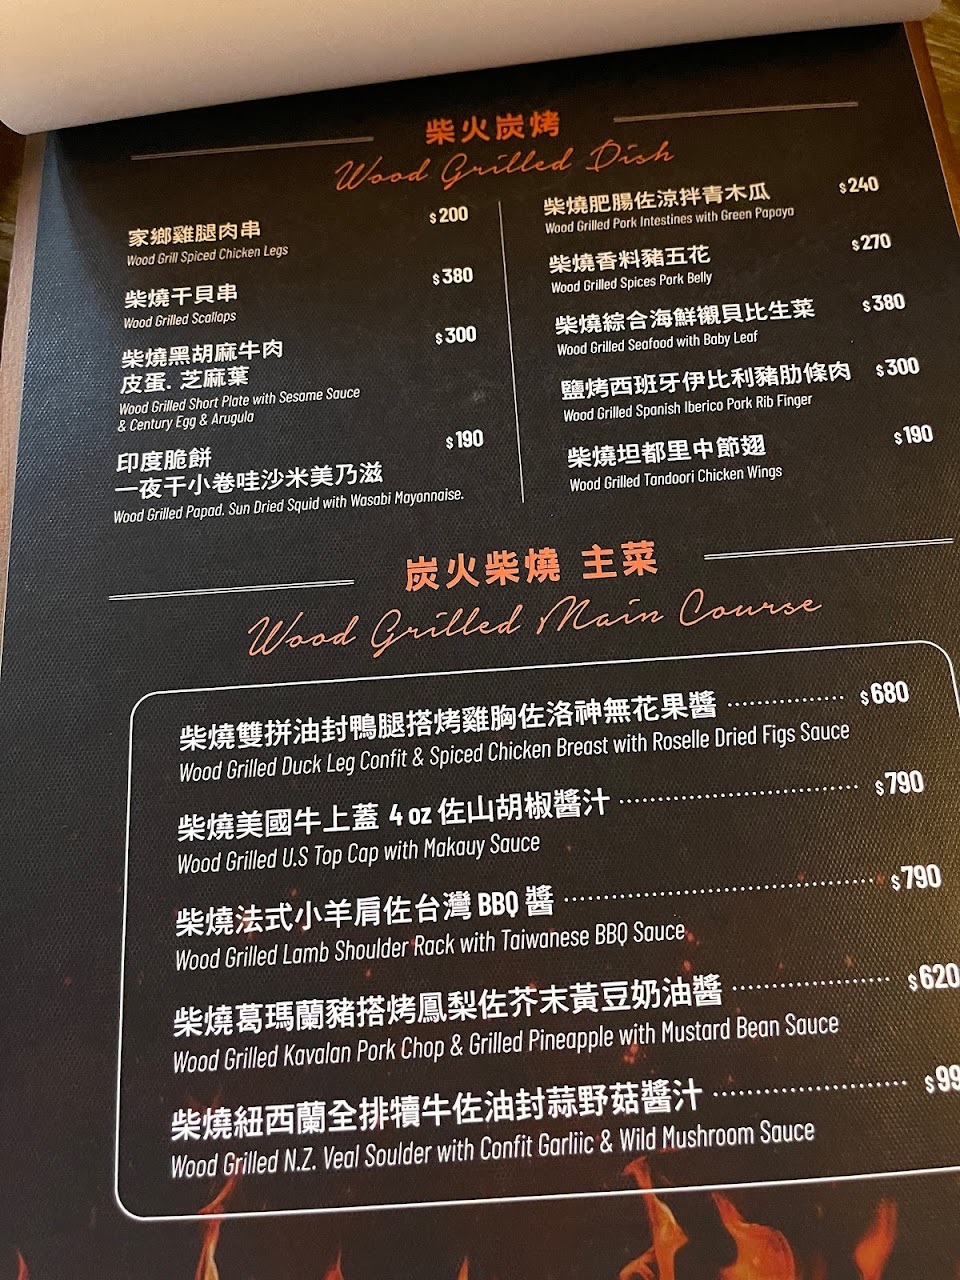 柴火炭烤
Wood Grilled Dish
家鄉雞腿肉串 $200
Wood Grill Spiced Chicken Legs
柴燒干貝串 $380
Wood Grilled Scallops
柴燒黑胡麻牛肉 $300
皮蛋. 芝麻葉
Wood Grilled Short Plate with Sesame Sauce
& Century Egg & Arugula
印度脆餅 $190
一夜干小卷哇沙米美乃滋
Wood Grilled Papad. Sun Dried Squid with Wasabi Mayonnaise.
柴燒肥腸佐涼拌青木瓜 $240
Wood Grilled Pork Intestines with Green Papaya
柴燒香料豬五花 $270
Wood Grilled Spices Pork Belly
柴燒綜合海鮮襯貝比生菜 $380
Wood Grilled Seafood with Baby Leaf
鹽烤西班牙伊比利豬肋條肉 $300
Wood Grilled Spanish Iberico Pork Rib Finger
柴燒坦都里中節翅 $190
Wood Grilled Tandoori Chicken Wings
炭火柴燒 主菜
Wood Grilled Main Course
柴燒雙拼油封鴨腿搭烤雞胸佐洛神無花果醬 $680
Wood Grilled Duck Leg Confit & Spiced Chicken Breast with Roselle Dried Figs Sauce
柴燒美國牛上蓋 4 oz 佐山胡椒醬汁 $790
Wood Grilled U.S Top Cap with Makauy Sauce
柴燒法式小羊肩佐台灣 BBQ 醬 $790
Wood Grilled Lamb Shoulder Rack with Taiwanese BBQ Sauce
柴燒葛瑪蘭豬搭烤鳳梨佐芥末黃豆奶油醬 $620
Wood Grilled Kavalan Pork Chop & Grilled Pineapple with Mustard Bean Sauce
柴燒紐西蘭全排犢牛佐油封蒜野菇醬汁 $99
Wood Grilled N.Z. Veal Soulder with Confit Garliic & Wild Mushroom Sauce